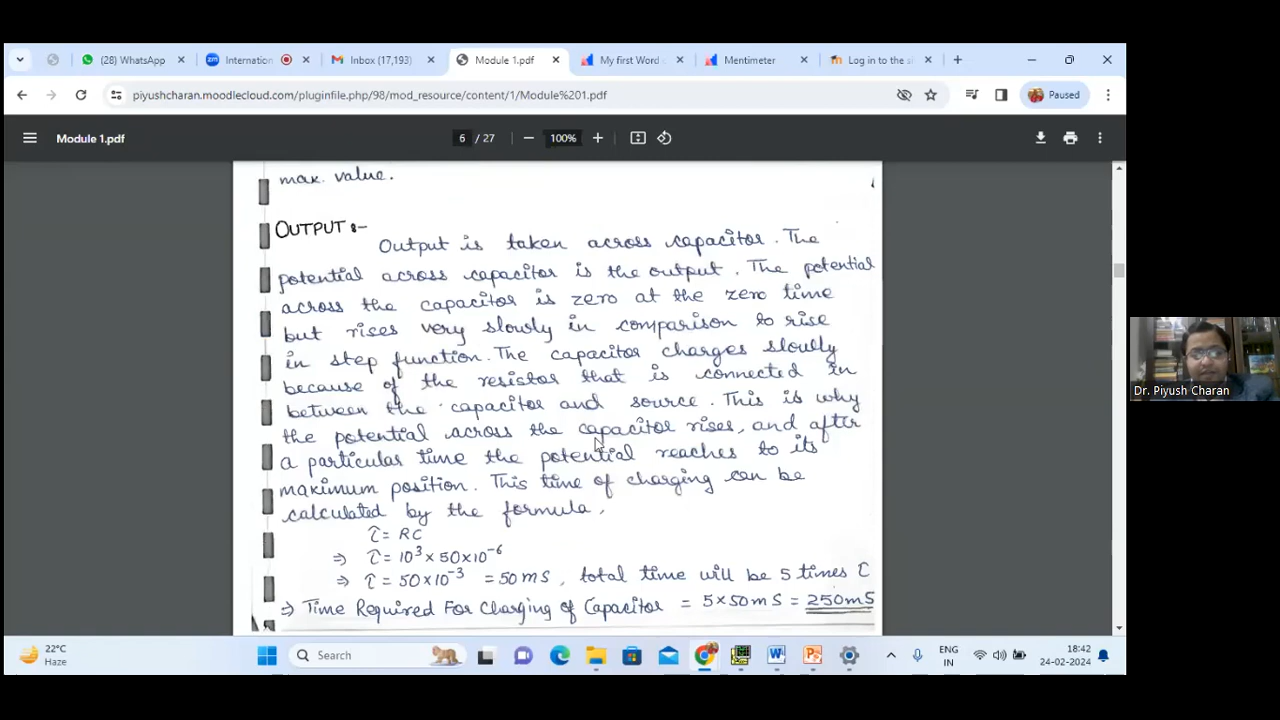 (28) WhatsApp
Internation
Inbox (17,193)
Module 1.pdf
My first Word
Mentimeter
Log in to the si
piyushcharan.moodlecloud.com/pluginfile.php/98/mod_resource/content/1/Module%201.pdf
Paused
Module 1.pdf
6 / 27
100%
max. value.
OUTPUT :-
Output is taken across capacitor. The
potential across capacitor is the output. The potential
across the capacitor is zero at the zero time
but rises very slowly in comparison to rise
in step function. The capacitor charges slowly
because of the resistor that is connected in
between the capacitor and source. This is why
the potential across the capacitor rises, and after
a particular time the potential reaches to its
maximum position. This time of charging can be
calculated by the formula,
τ = RC
⇒ τ = 10³ × 50 × 10⁻⁶
⇒ τ = 50 × 10⁻³ = 50 mS, total time will be 5 times τ
⇒ Time Required For Charging of Capacitor = 5 × 50 mS = 250 mS
Dr. Piyush Charan
22°C
Haze
Search
ENG
IN
18:42
24-02-2024